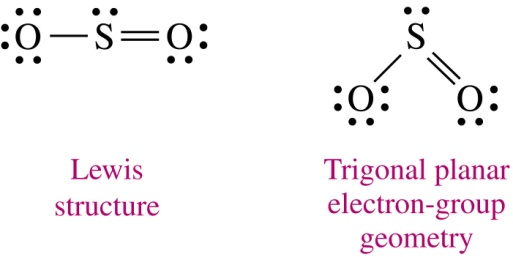 :O — S = O:
S
:O: O:
Lewis
structure
Trigonal planar
electron-group
geometry